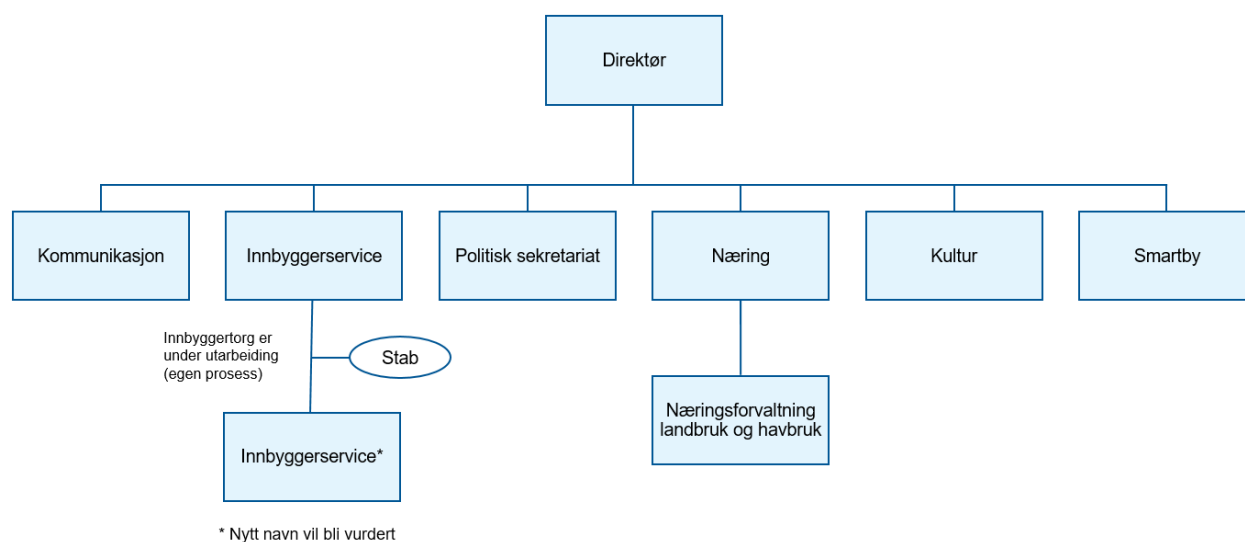 Direktør
Kommunikasjon
Innbyggerservice
Politisk sekretariat
Næring
Kultur
Smartby
Innbyggertorg er
under utarbeiding
(egen prosess)
Stab
Næringsforvaltning
landbruk og havbruk
Innbyggerservice*
* Nytt navn vil bli vurdert